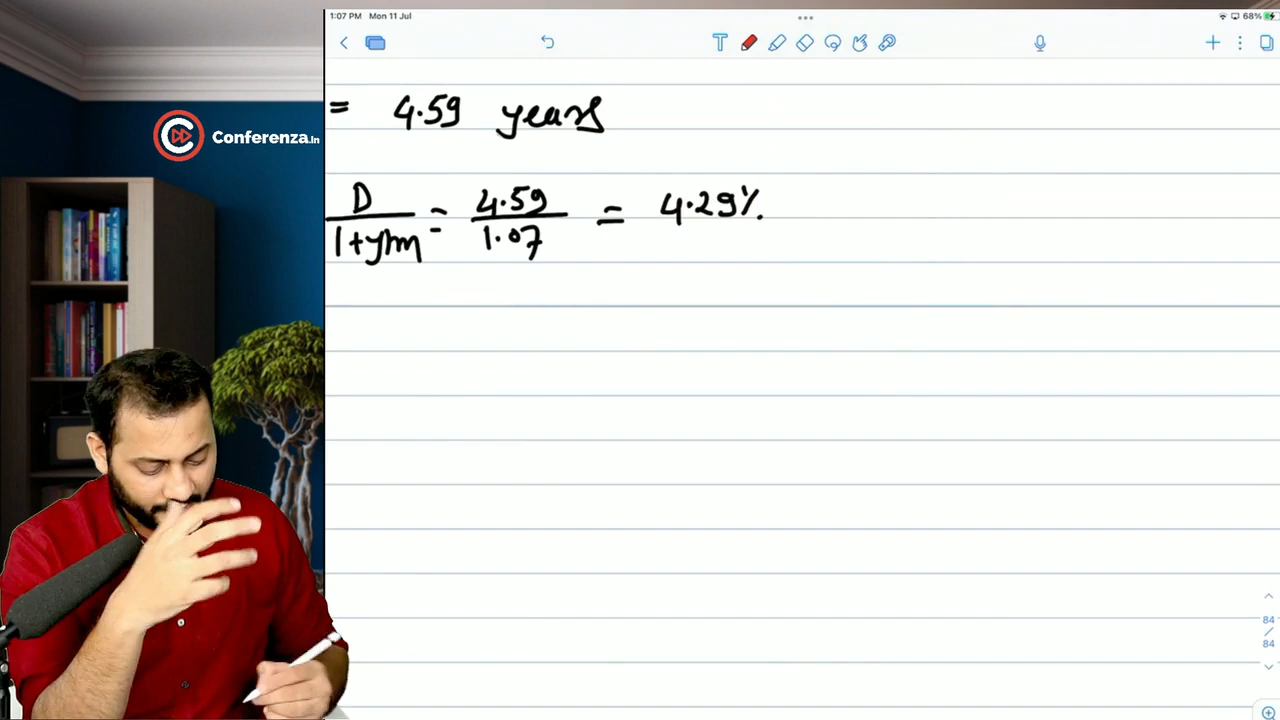 1:07 PM Mon 11 Jul
68%
= 4.59 years
Conferenza.in
D/1+y/m = 4.59/1.07 = 4.29%
84
/
84